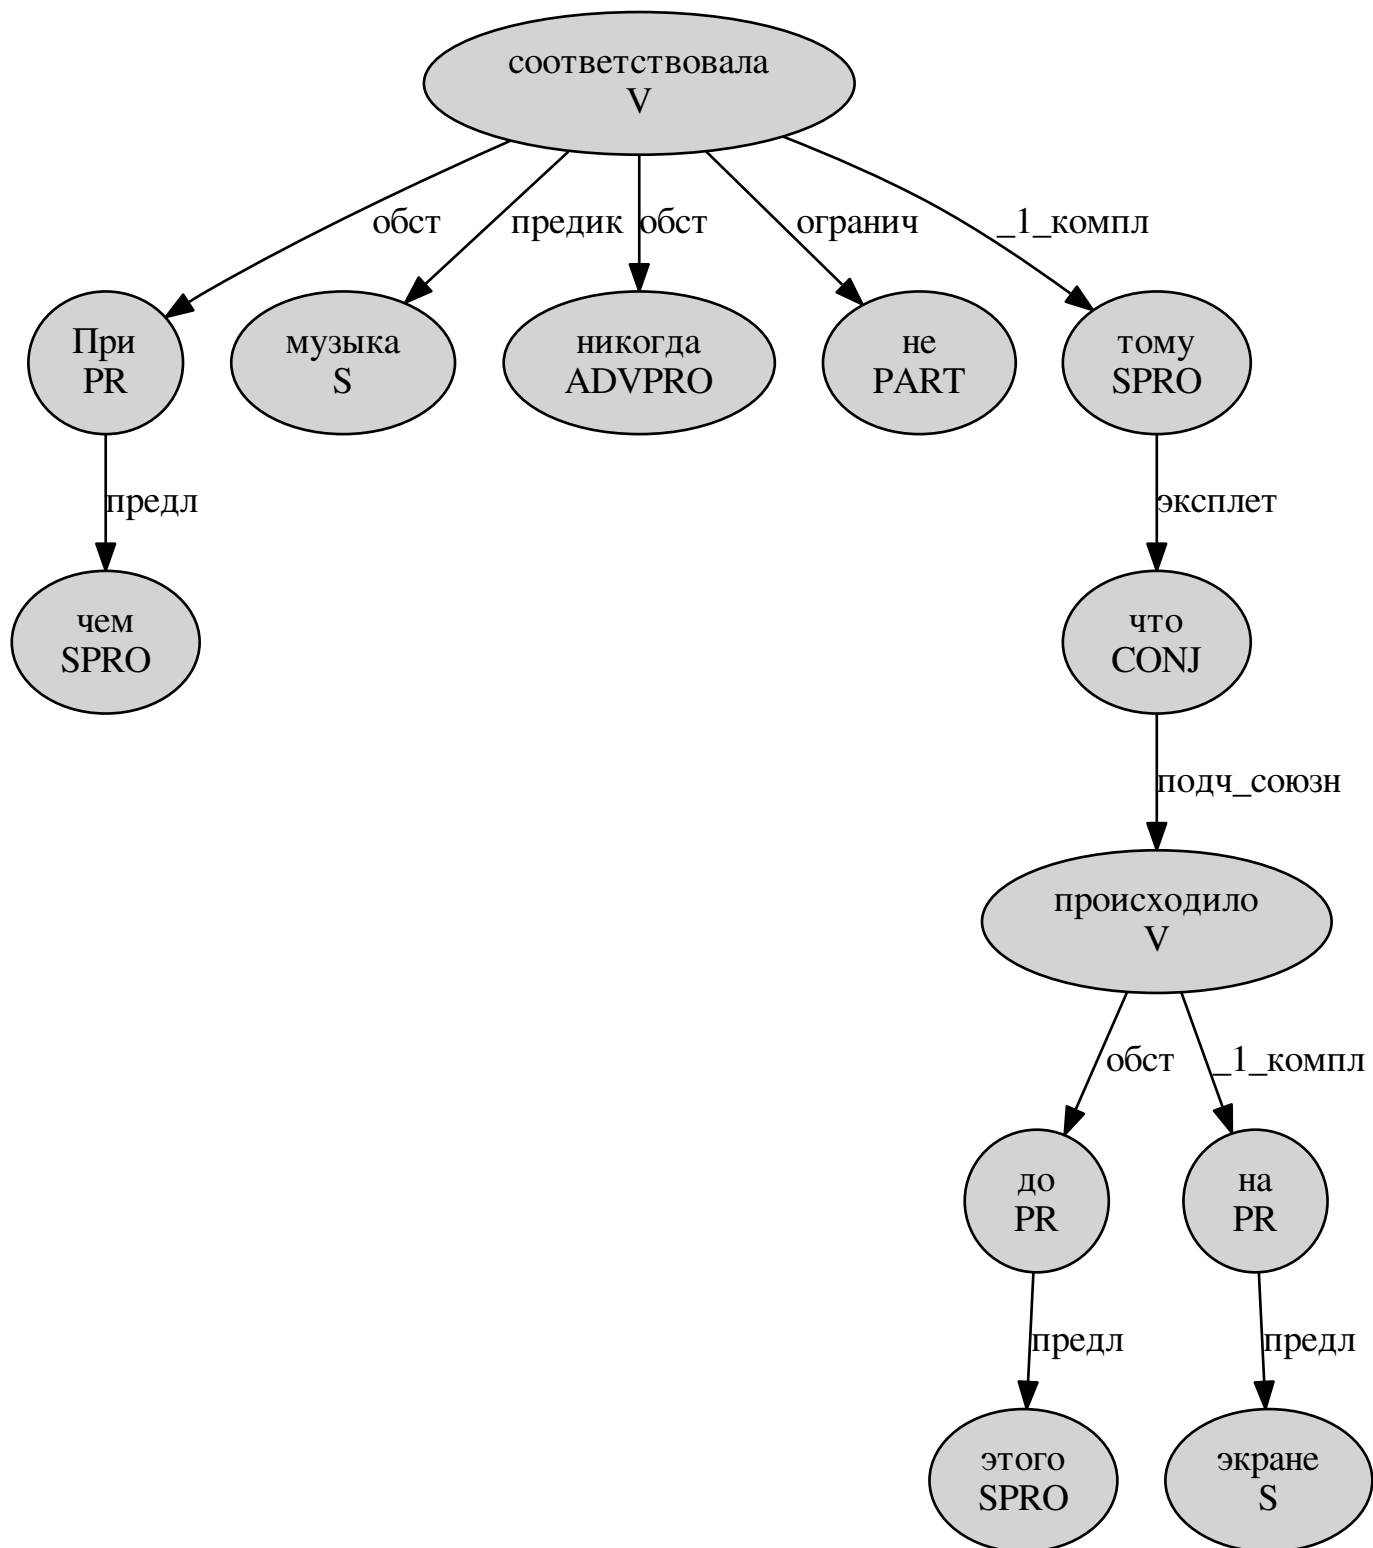 соответствовала
V
обст
предик
обст
огранич
_1_компл
При
PR
музыка
S
никогда
ADVPRO
не
PART
тому
SPRO
предл
эксплет
чем
SPRO
что
CONJ
подч_союзн
происходило
V
обст
_1_компл
до
PR
на
PR
предл
предл
этого
SPRO
экране
S